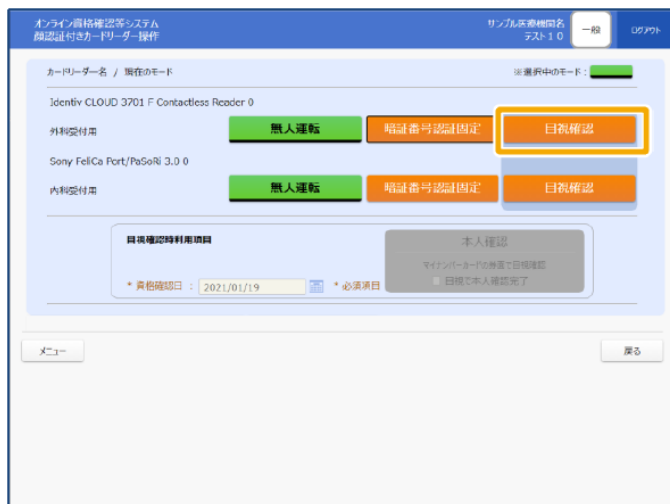 オンライン資格確認等システム
顔認証付きカードリーダー操作
サンプル医療機関名
テスト１０
一般
ログアウト
カードリーダー名 / 現在のモード
※選択中のモード：
Identiv CLOUD 3701 F Contactless Reader 0
外科受付用
無人運転
暗証番号認証固定
目視確認
Sony FeliCa Port/PaSoRi 3.0 0
内科受付用
無人運転
暗証番号認証固定
目視確認
目視確認時利用項目
* 資格確認日 ： 2021/01/19
* 必須項目
本人確認
マイナンバーカードの券面で目視確認
目視で本人確認完了
メニュー
戻る